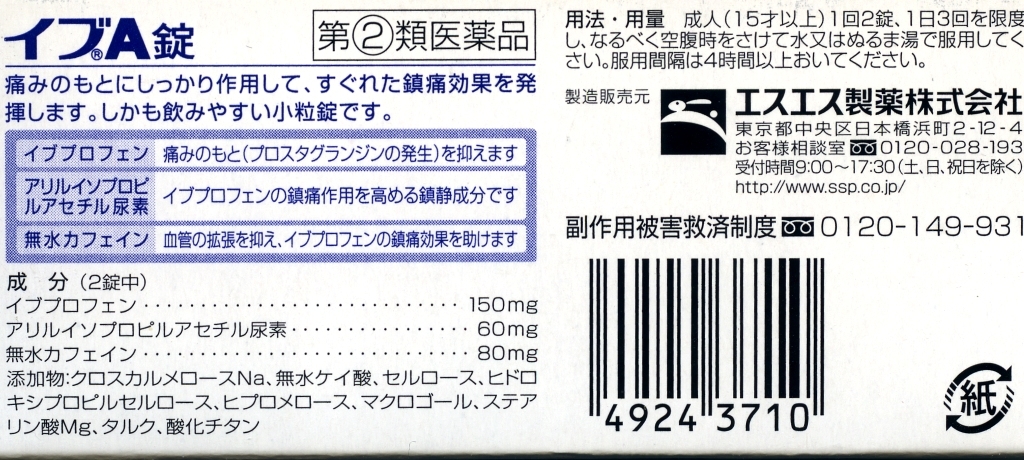 イブ®A錠
第②類医薬品
痛みのもとにしっかり作用して、すぐれた鎮痛効果を発
揮します。しかも飲みやすい小粒錠です。
イブプロフェン 痛みのもと(プロスタグランジンの発生)を抑えます
アリルイソプロピ
ルアセチル尿素 イブプロフェンの鎮痛作用を高める鎮静成分です
無水カフェイン 血管の拡張を抑え、イブプロフェンの鎮痛効果を助けます
成 分 (2錠中)
イブプロフェン・・・・・・・・・・・・・・・・・・・・・・・・・・・・150mg
アリルイソプロピルアセチル尿素・・・・・・・・・・・・・・・・60mg
無水カフェイン・・・・・・・・・・・・・・・・・・・・・・・・・・・・80mg
添加物:クロスカルメロースNa、無水ケイ酸、セルロース、ヒドロ
キシプロピルセルロース、ヒプロメロース、マクロゴール、ステア
リン酸Mg、タルク、酸化チタン
用法・用量 成人(15才以上)1回2錠、1日3回を限度
し、なるべく空腹時をさけて水又はぬるま湯で服用してく
さい。服用間隔は4時間以上おいてください。
製造販売元
エスエス製薬株式会社
東京都中央区日本橋浜町2-12-4
お客様相談室 0120-028-193
受付時間9:00〜17:30(土、日、祝日を除く)
http://www.ssp.co.jp/
副作用被害救済制度 0120-149-931
4924 3710
紙